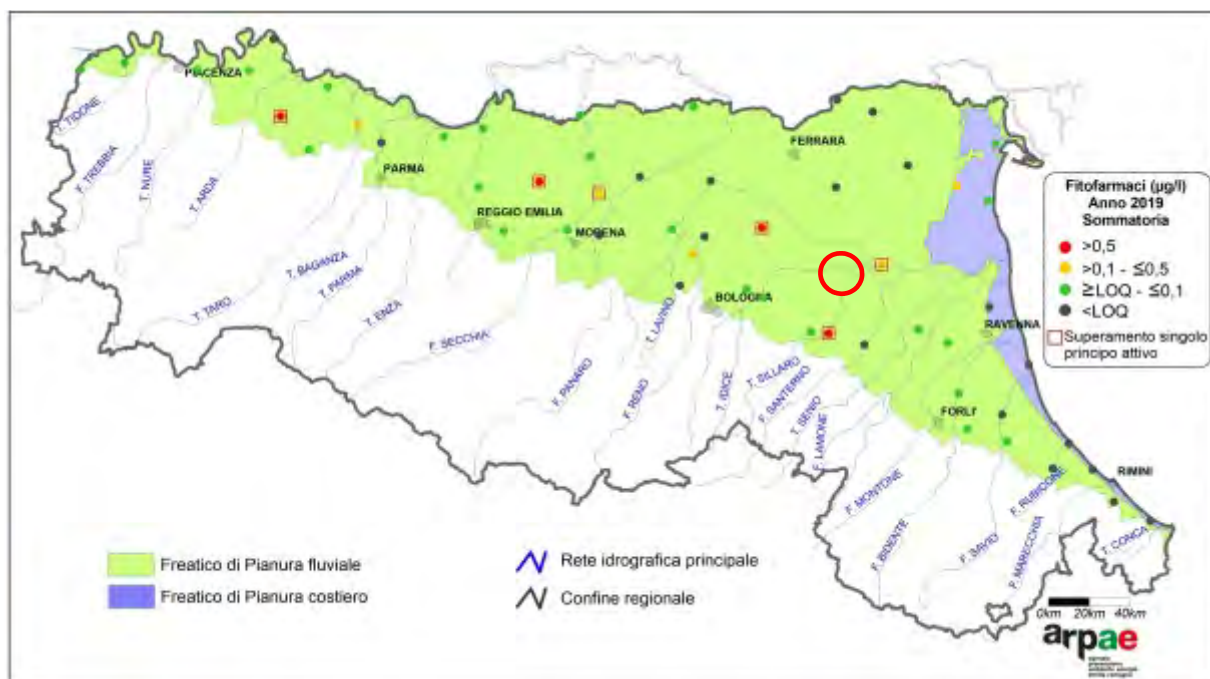 PIACENZA
T. TIDONE
F. TREBBIA
T. NURE
T. ARDA
PARMA
FERRARA
REGGIO EMILIA
MODENA
BOLOGNA
RAVENNA
FORLI'
RIMINI
T. TARO
T. BAGANZA
T. PARMA
T. ENZA
F. SECCHIA
F. PANARO
F. RENO
T. LAVINO
T. IDICE
T. SILLARO
F. SANTERNO
T. SENIO
F. LAMONE
F. MONTONE
F. BIDENTE
F. SAVIO
F. RUBICONE
F. MARECCHIA
T. CONCA
Fitofarmaci (µg/l)
Anno 2019
Sommatoria
>0,5
>0,1 - ≤0,5
≥LOQ - ≤0,1
<LOQ
Superamento singolo
principo attivo
Freatico di Pianura fluviale
Freatico di Pianura costiero
Rete idrografica principale
Confine regionale
0km 20km 40km
arpae